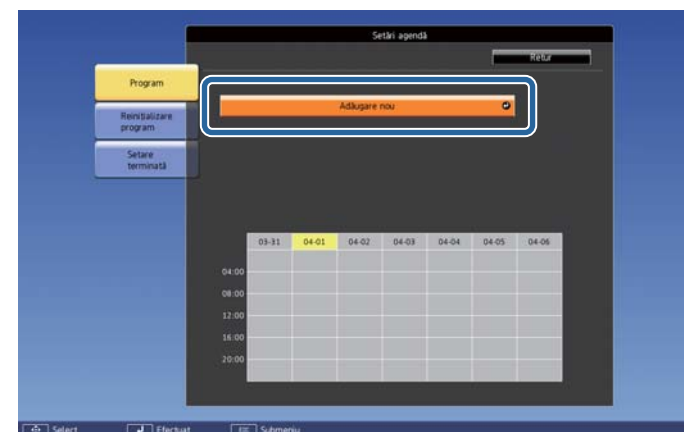 Setări agendă
Retur
Program
Adăugare nou
Reinițializare
program
Setare
terminată
03-31 04-01 04-02 04-03 04-04 04-05 04-06
04:00
08:00
12:00
16:00
20:00
Select Efectuat Submeniu